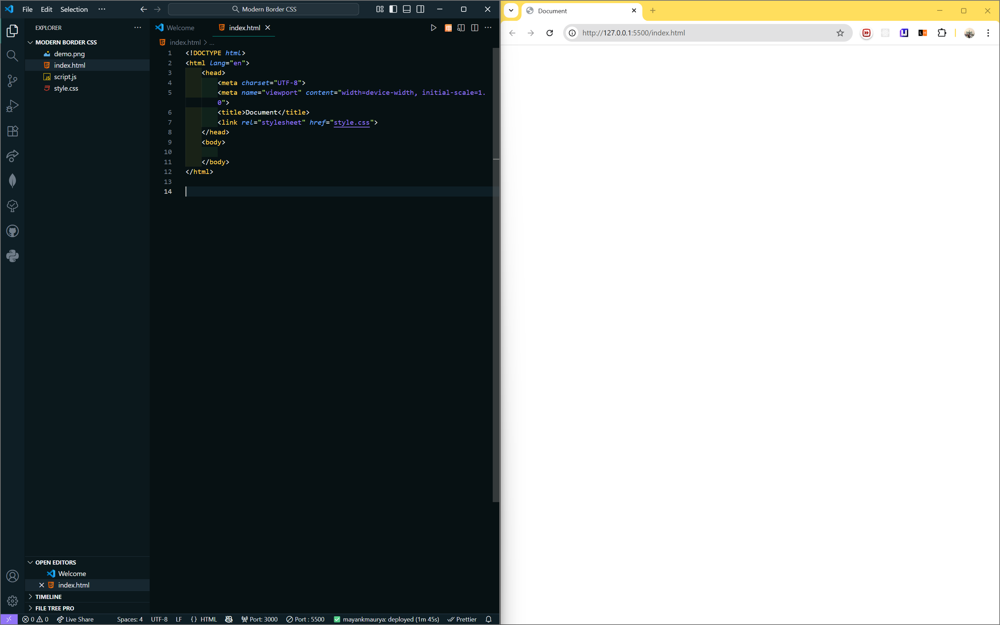 File Edit Selection ··· Modern Border CSS
EXPLORER ···
MODERN BORDER CSS
demo.png
index.html
JS script.js
style.css
OPEN EDITORS
Welcome
index.html
TIMELINE
FILE TREE PRO
Welcome index.html
index.html > ...
1 <!DOCTYPE html>
2 <html lang="en">
3 <head>
4 <meta charset="UTF-8">
5 <meta name="viewport" content="width=device-width, initial-scale=1.
0">
6 <title>Document</title>
7 <link rel="stylesheet" href="style.css">
8 </head>
9 <body>
10
11 </body>
12 </html>
13
14
0 0 Live Share Spaces: 4 UTF-8 LF {} HTML Port: 3000 Port : 5500 mayankmaurya: deployed (1m 45s) Prettier
Document
http://127.0.0.1:5500/index.html
LH